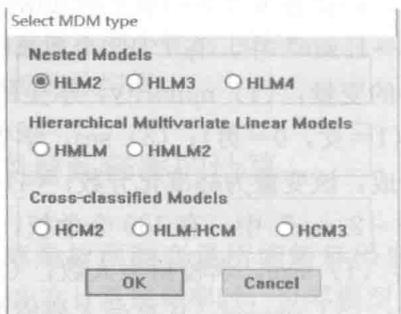 Select MDM type
Nested Models
HLM2 HLM3 HLM4
Hierarchical Multivariate Linear Models
HMLM HMLM2
Cross-classified Models
HCM2 HLM-HCM HCM3
OK Cancel